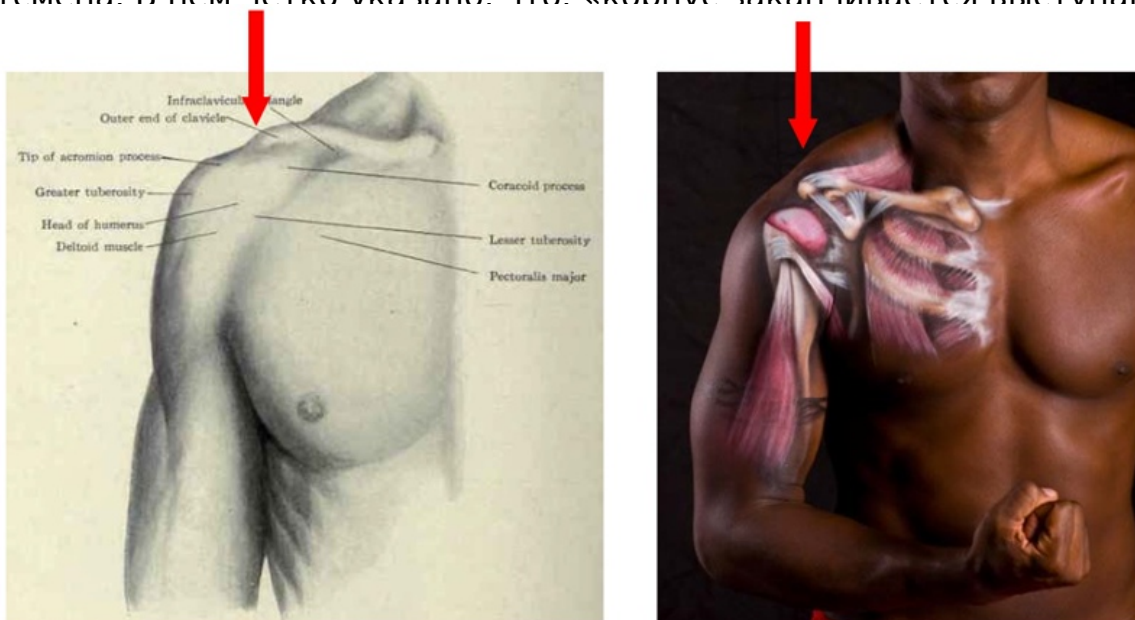 Infraclavicu angle
Outer end of clavicle
Tip of acromion process
Coracoid process
Greater tuberosity
Head of humerus
Lesser tuberosity
Deltoid muscle
Pectoralis major